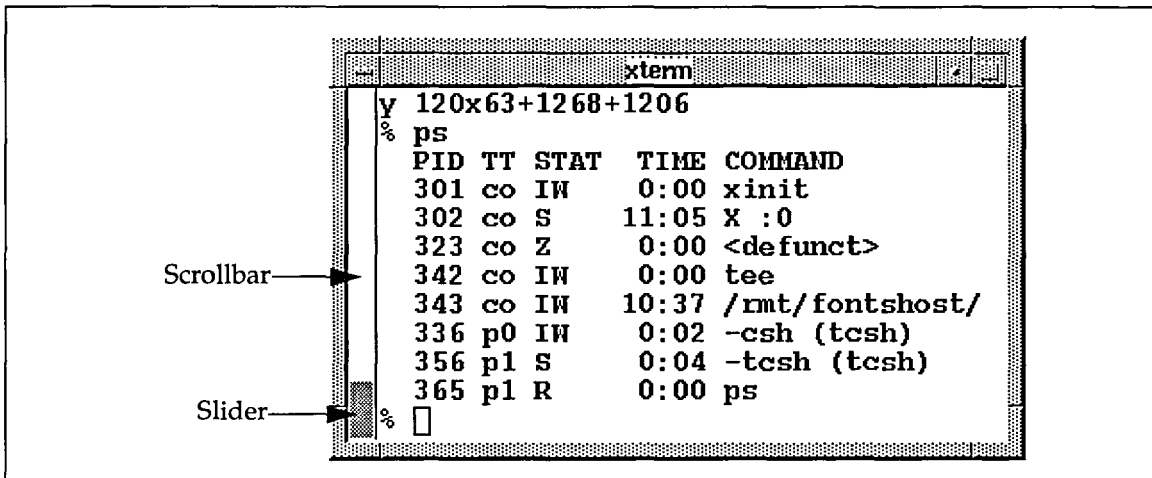 xterm
y 120x63+1268+1206
% ps
PID TT STAT TIME COMMAND
301 co IW 0:00 xinit
302 co S 11:05 X :0
323 co Z 0:00 <defunct>
342 co IW 0:00 tee
343 co IW 10:37 /rmt/fontshost/
336 p0 IW 0:02 -csh (tcsh)
356 p1 S 0:04 -tcsh (tcsh)
365 p1 R 0:00 ps
%
Scrollbar
Slider